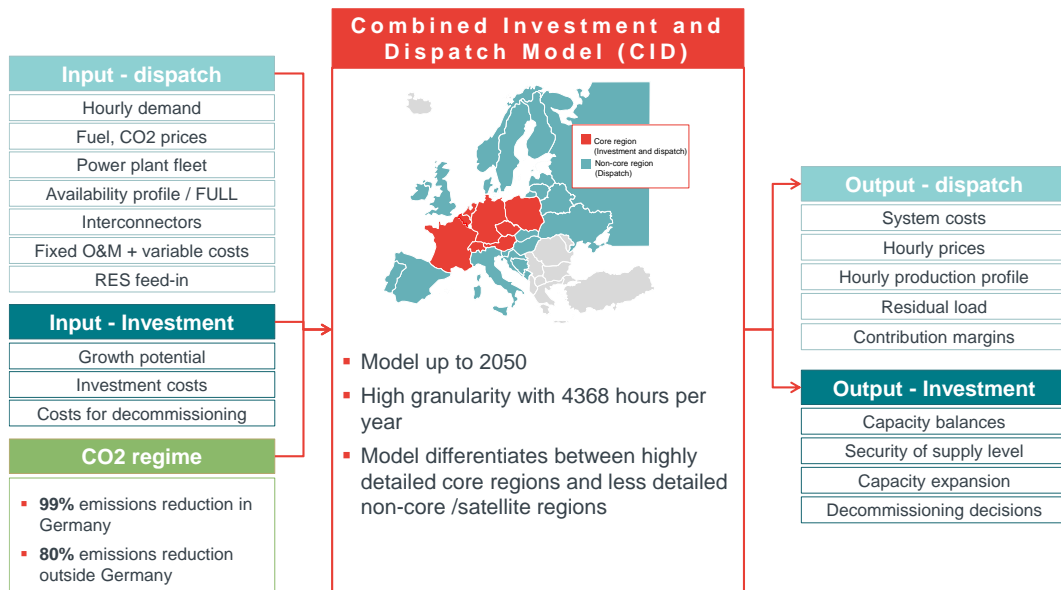 Combined Investment and
Dispatch Model (CID)
Input - dispatch
Hourly demand
Fuel, CO2 prices
Power plant fleet
Availability profile / FULL
Interconnectors
Fixed O&M + variable costs
RES feed-in
Input - Investment
Growth potential
Investment costs
Costs for decommissioning
CO2 regime
▪ 99% emissions reduction in
Germany
▪ 80% emissions reduction
outside Germany
Core region
(Investment and dispatch)
Non-core region
(Dispatch)
▪ Model up to 2050
▪ High granularity with 4368 hours per
year
▪ Model differentiates between highly
detailed core regions and less detailed
non-core /satellite regions
Output - dispatch
System costs
Hourly prices
Hourly production profile
Residual load
Contribution margins
Output - Investment
Capacity balances
Security of supply level
Capacity expansion
Decommissioning decisions